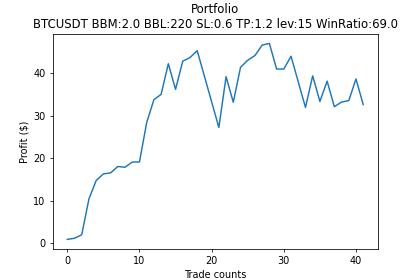 Portfolio
BTCUSDT BBM:2.0 BBL:220 SL:0.6 TP:1.2 lev:15 WinRatio:69.0
Profit ($)
40
30
20
10
0
0 10 20 30 40
Trade counts